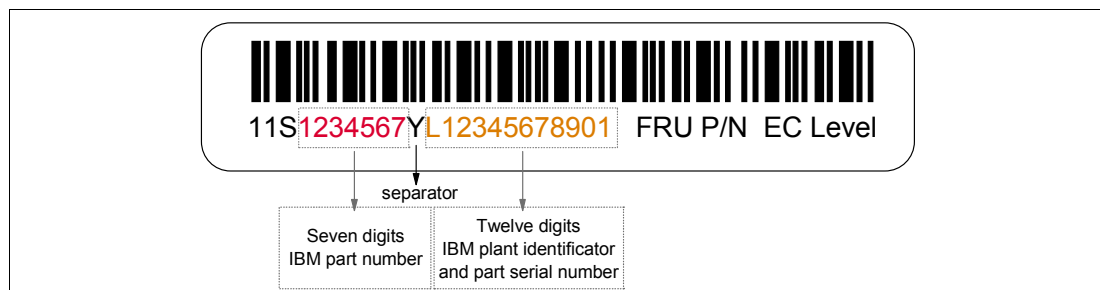 11S1234567YL12345678901 FRU P/N EC Level
separator
Seven digits
IBM part number
Twelve digits
IBM plant identificator
and part serial number